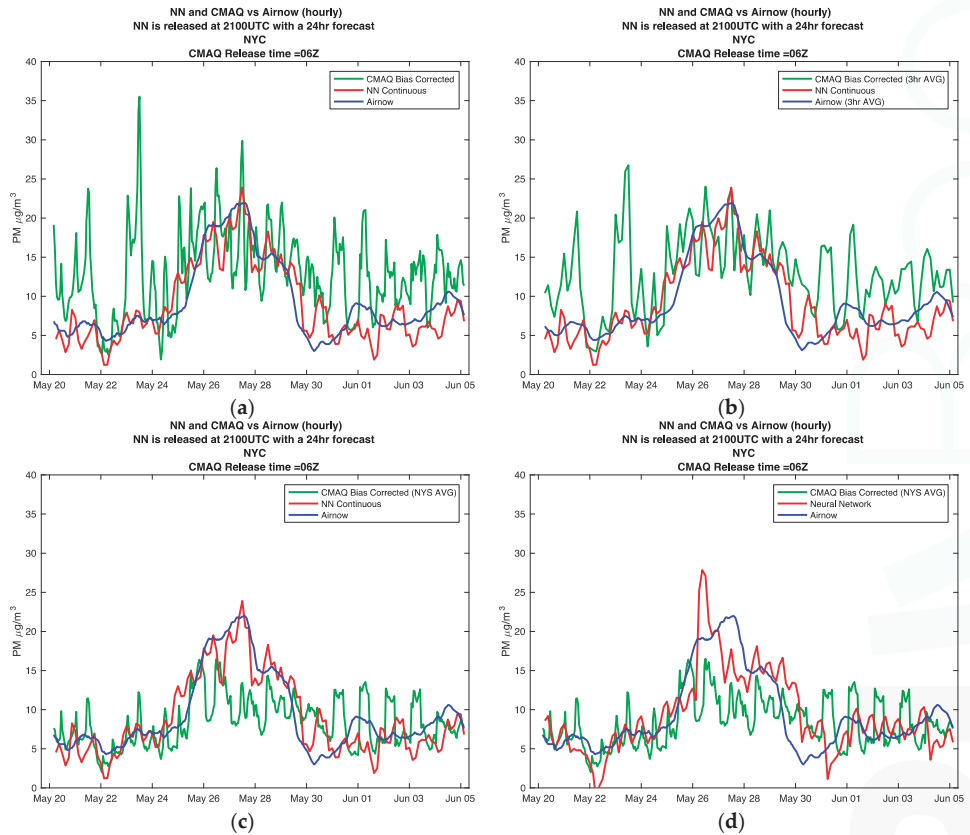 NN and CMAQ vs Airnow (hourly)
NN is released at 2100UTC with a 24hr forecast
NYC
CMAQ Release time =06Z
40
35
30
25
20
15
10
5
0
PM μg/m³
CMAQ Bias Corrected
NN Continuous
Airnow
May 20 May 22 May 24 May 26 May 28 May 30 Jun 01 Jun 03 Jun 05
(a)
NN and CMAQ vs Airnow (hourly)
NN is released at 2100UTC with a 24hr forecast
NYC
CMAQ Release time =06Z
40
35
30
25
20
15
10
5
0
PM μg/m³
CMAQ Bias Corrected (3hr AVG)
NN Continuous
Airnow (3hr AVG)
May 20 May 22 May 24 May 26 May 28 May 30 Jun 01 Jun 03 Jun 05
(b)
NN and CMAQ vs Airnow (hourly)
NN is released at 2100UTC with a 24hr forecast
NYC
CMAQ Release time =06Z
40
35
30
25
20
15
10
5
0
PM μg/m³
CMAQ Bias Corrected (NYS AVG)
NN Continuous
Airnow
May 20 May 22 May 24 May 26 May 28 May 30 Jun 01 Jun 03 Jun 05
(c)
NN and CMAQ vs Airnow (hourly)
NN is released at 2100UTC with a 24hr forecast
NYC
CMAQ Release time =06Z
40
35
30
25
20
15
10
5
0
PM μg/m³
CMAQ Bias Corrected (NYS AVG)
Neural Network
Airnow
May 20 May 22 May 24 May 26 May 28 May 30 Jun 01 Jun 03 Jun 05
(d)